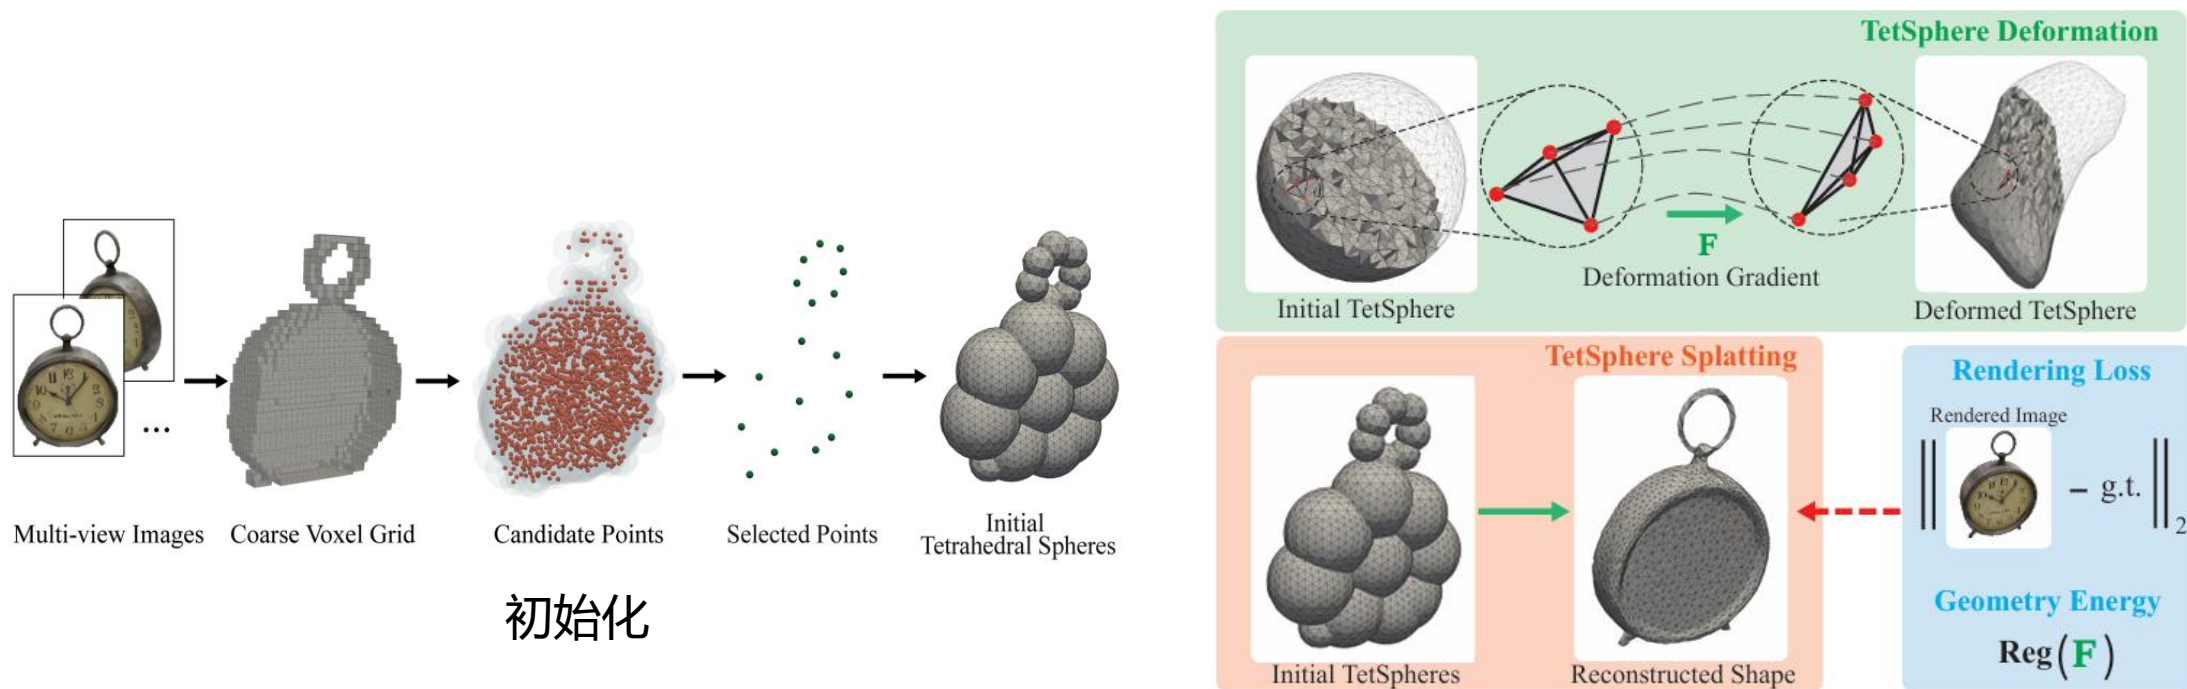 ...
Multi-view Images
Coarse Voxel Grid
Candidate Points
Selected Points
Initial
Tetrahedral Spheres
初始化
TetSphere Deformation
F
Deformation Gradient
Initial TetSphere
Deformed TetSphere
TetSphere Splatting
Initial TetSpheres
Reconstructed Shape
Rendering Loss
Rendered Image
|| − g.t. ||2
Geometry Energy
Reg(F)